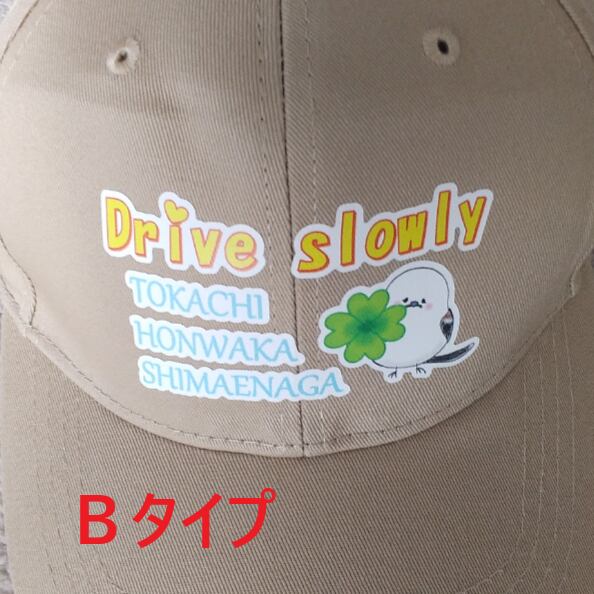 Drive slowly
TOKACHI
HONWAKA
SHIMAENAGA
Bタイプ